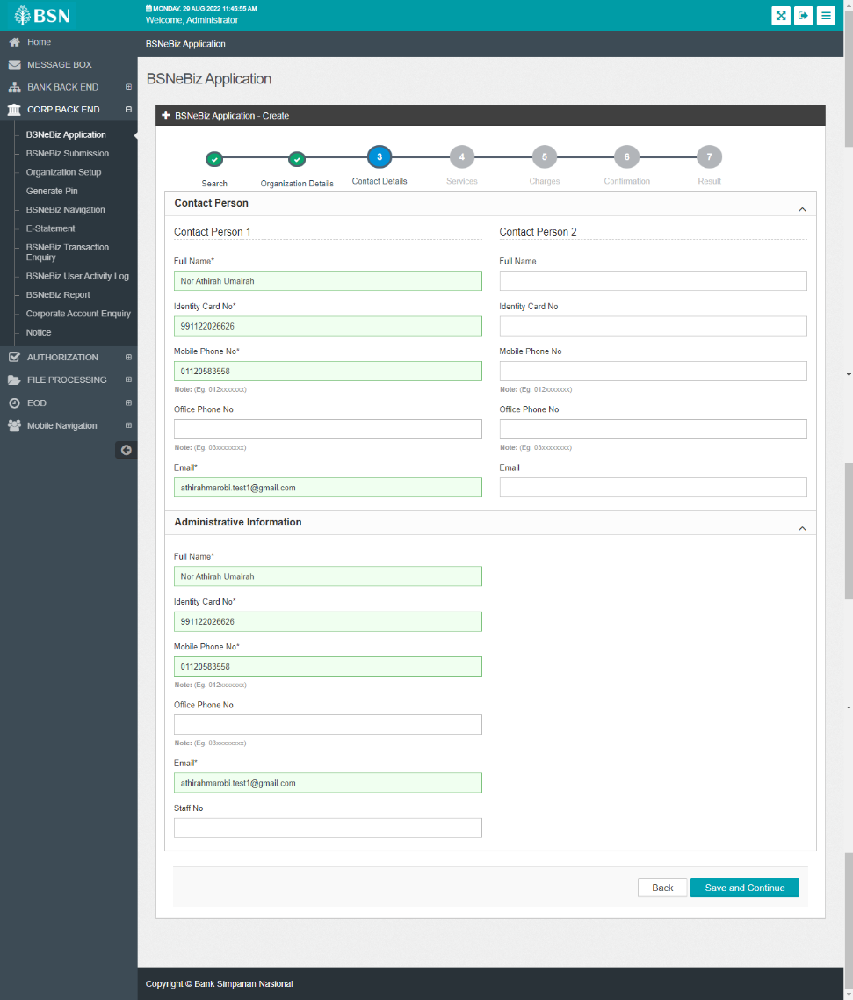 BSN
MONDAY, 29 AUG 2022 11:45:55 AM
Welcome, Administrator
Home
MESSAGE BOX
BANK BACK END
CORP BACK END
BSNeBiz Application
BSNeBiz Submission
Organization Setup
Generate Pin
BSNeBiz Navigation
E-Statement
BSNeBiz Transaction
Enquiry
BSNeBiz User Activity Log
BSNeBiz Report
Corporate Account Enquiry
Notice
AUTHORIZATION
FILE PROCESSING
EOD
Mobile Navigation
BSNeBiz Application
BSNeBiz Application
BSNeBiz Application - Create
3 4 5 6 7
Search Organization Details Contact Details Services Charges Confirmation Result
Contact Person
Contact Person 1
Full Name*
Nor Athirah Umairah
Identity Card No*
991122026626
Mobile Phone No*
01120583558
Note: (Eg. 012xxxxxxx)
Office Phone No
Note: (Eg. 03xxxxxxxx)
Email*
athirahmarobi.test1@gmail.com
Contact Person 2
Full Name
Identity Card No
Mobile Phone No
Note: (Eg. 012xxxxxxx)
Office Phone No
Note: (Eg. 03xxxxxxxx)
Email
Administrative Information
Full Name*
Nor Athirah Umairah
Identity Card No*
991122026626
Mobile Phone No*
01120583558
Note: (Eg. 012xxxxxxx)
Office Phone No
Note: (Eg. 03xxxxxxxx)
Email*
athirahmarobi.test1@gmail.com
Staff No
Back Save and Continue
Copyright © Bank Simpanan Nasional